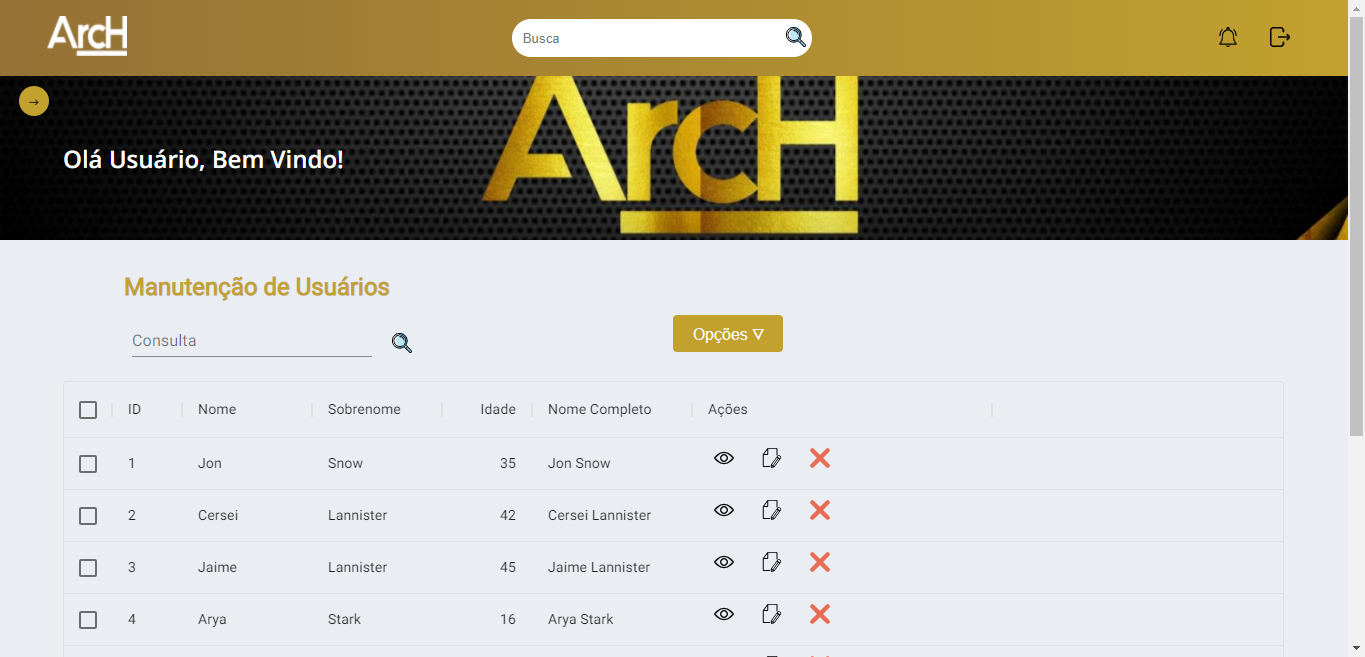 ArcH
Busca
→
ArcH
Olá Usuário, Bem Vindo!
Manutenção de Usuários
Consulta
Opções ▽
ID Nome Sobrenome Idade Nome Completo Ações
1 Jon Snow 35 Jon Snow
2 Cersei Lannister 42 Cersei Lannister
3 Jaime Lannister 45 Jaime Lannister
4 Arya Stark 16 Arya Stark